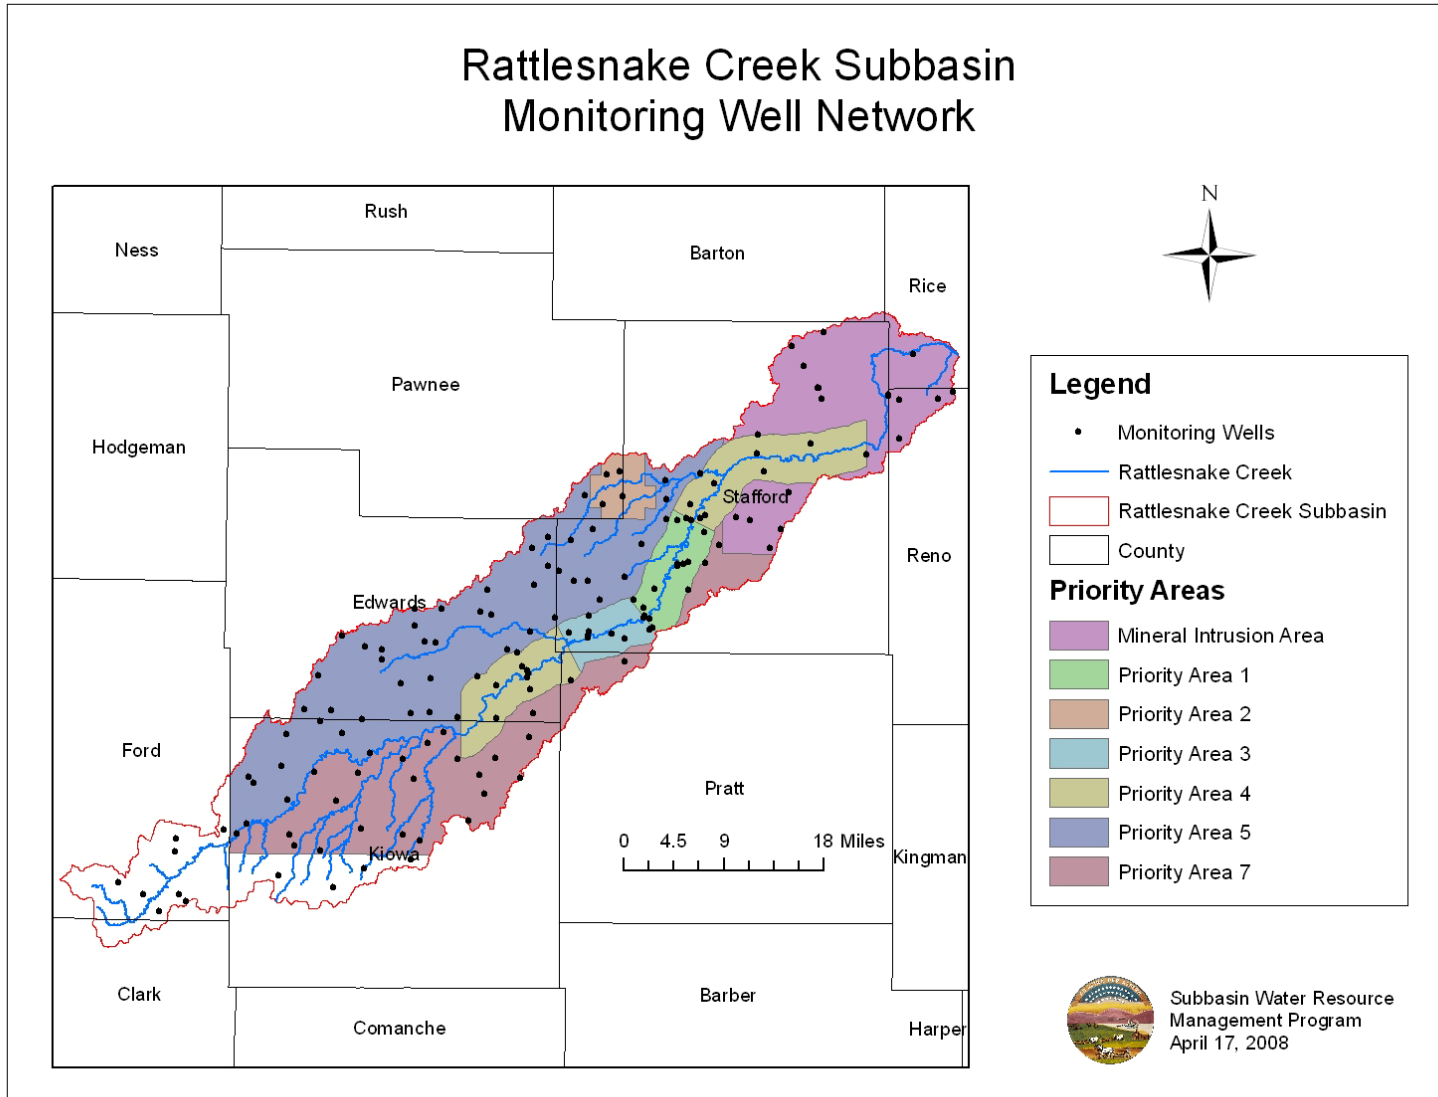 Rattlesnake Creek Subbasin
Monitoring Well Network
N
Rush
Ness
Barton
Rice
Pawnee
Hodgeman
Stafford
Reno
Edwards
Ford
Pratt
0 4.5 9 18 Miles
Kiowa
Kingman
Clark
Barber
Comanche
Harper
Legend
Monitoring Wells
Rattlesnake Creek
Rattlesnake Creek Subbasin
County
Priority Areas
Mineral Intrusion Area
Priority Area 1
Priority Area 2
Priority Area 3
Priority Area 4
Priority Area 5
Priority Area 7
Subbasin Water Resource
Management Program
April 17, 2008